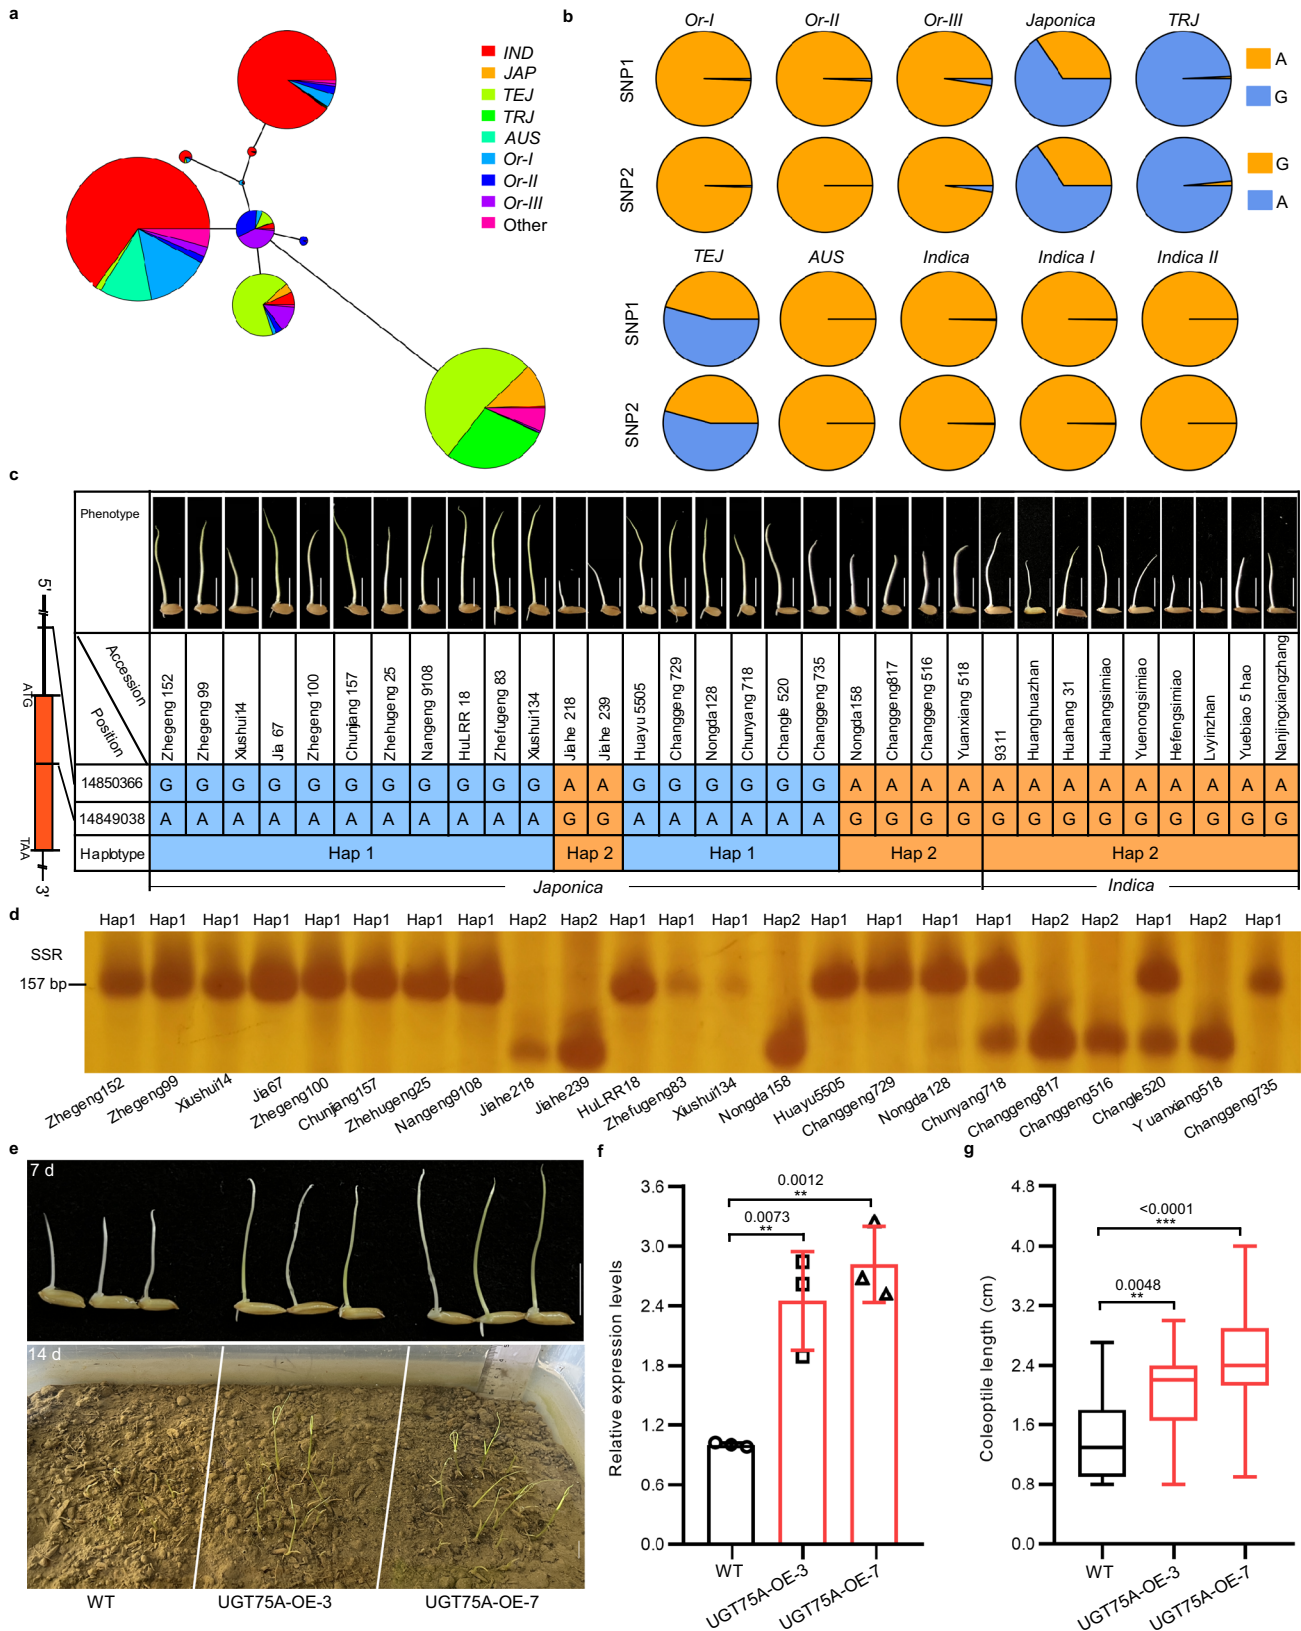 a
IND
JAP
TEJ
TRJ
AUS
Or-I
Or-II
Or-III
Other
b
Or-I Or-II Or-III Japonica TRJ
SNP1
A
G
SNP2
G
A
TEJ AUS Indica Indica I Indica II
SNP1
SNP2
c
5'
ATG
TAA
3'
Phenotype
Accession
Position
Zhegeng 152
Zhegeng 99
Xiushui14
Jia 67
Zhegeng 100
Chunjiang 157
Zhehugeng 25
Nangeng 9108
HuLRR 18
Zhefugeng 83
Xiushui134
Jiahe 218
Jiahe 239
Huayu 5505
Changgeng 729
Nongda128
Chunyang 718
Changle 520
Changgeng 735
Nongda158
Changgeng817
Changgeng 516
Yuanxiang 518
9311
Huanghuazhan
Huahang 31
Huahangsimiao
Yuenongsimiao
Hefengsimiao
Lvyinzhan
Yuebiao 5 hao
Nanjingxiangzhang
14850366 G G G G G G G G G G G A A G G G G G G A A A A A A A A A A A A A
14849038 A A A A A A A A A A A G G A A A A A A G G G G G G G G G G G G G
Haplotype Hap 1 Hap 2 Hap 1 Hap 2 Hap 2
Japonica Indica
d
Hap1 Hap1 Hap1 Hap1 Hap1 Hap1 Hap1 Hap1 Hap2 Hap2 Hap1 Hap1 Hap1 Hap2 Hap1 Hap1 Hap1 Hap1 Hap2 Hap2 Hap1 Hap2 Hap1
SSR
157 bp
Zhegeng152
Zhegeng99
Xiushui14
Jia67
Zhegeng100
Chunjiang157
Zhehugeng25
Nangeng9108
Jiahe218
Jiahe239
HuLRR18
Zhefugeng83
Xiushui134
Nongda158
Huayu5505
Changgeng729
Nongda128
Chunyang718
Changgeng817
Changgeng516
Changle520
Yuanxiang518
Changgeng735
e
7 d
14 d
WT UGT75A-OE-3 UGT75A-OE-7
f
Relative expression levels
3.6
3.0
2.4
1.8
1.2
0.6
0.0
0.0012
**
0.0073
**
WT
UGT75A-OE-3
UGT75A-OE-7
g
Coleoptile length (cm)
4.8
4.0
3.2
2.4
1.6
0.8
0.0
<0.0001
***
0.0048
**
WT
UGT75A-OE-3
UGT75A-OE-7